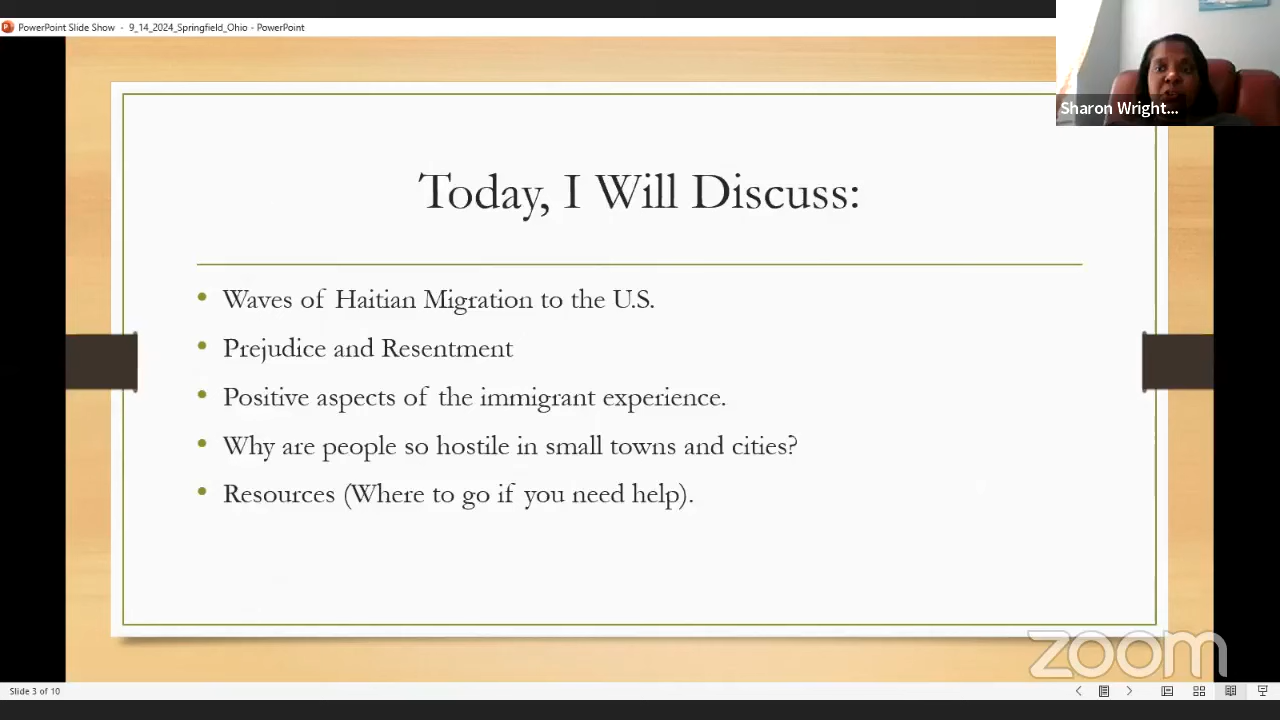 PowerPoint Slide Show - 9_14_2024_Springfield_Ohio - PowerPoint
Sharon Wright...
Today, I Will Discuss:
• Waves of Haitian Migration to the U.S.
• Prejudice and Resentment
• Positive aspects of the immigrant experience.
• Why are people so hostile in small towns and cities?
• Resources (Where to go if you need help).
zoom
Slide 3 of 10